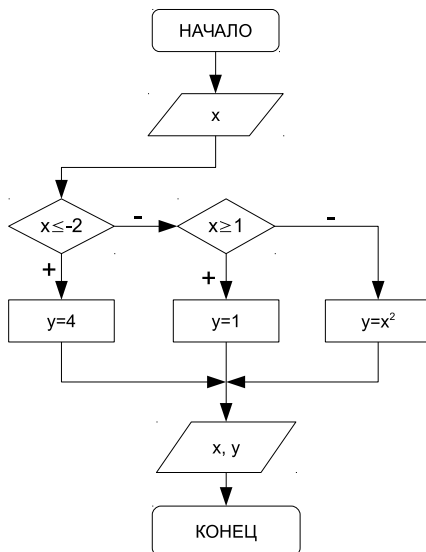 НАЧАЛО
x
x≤-2
-
x≥1
-
+
+
y=4
y=1
y=x²
x, y
КОНЕЦ